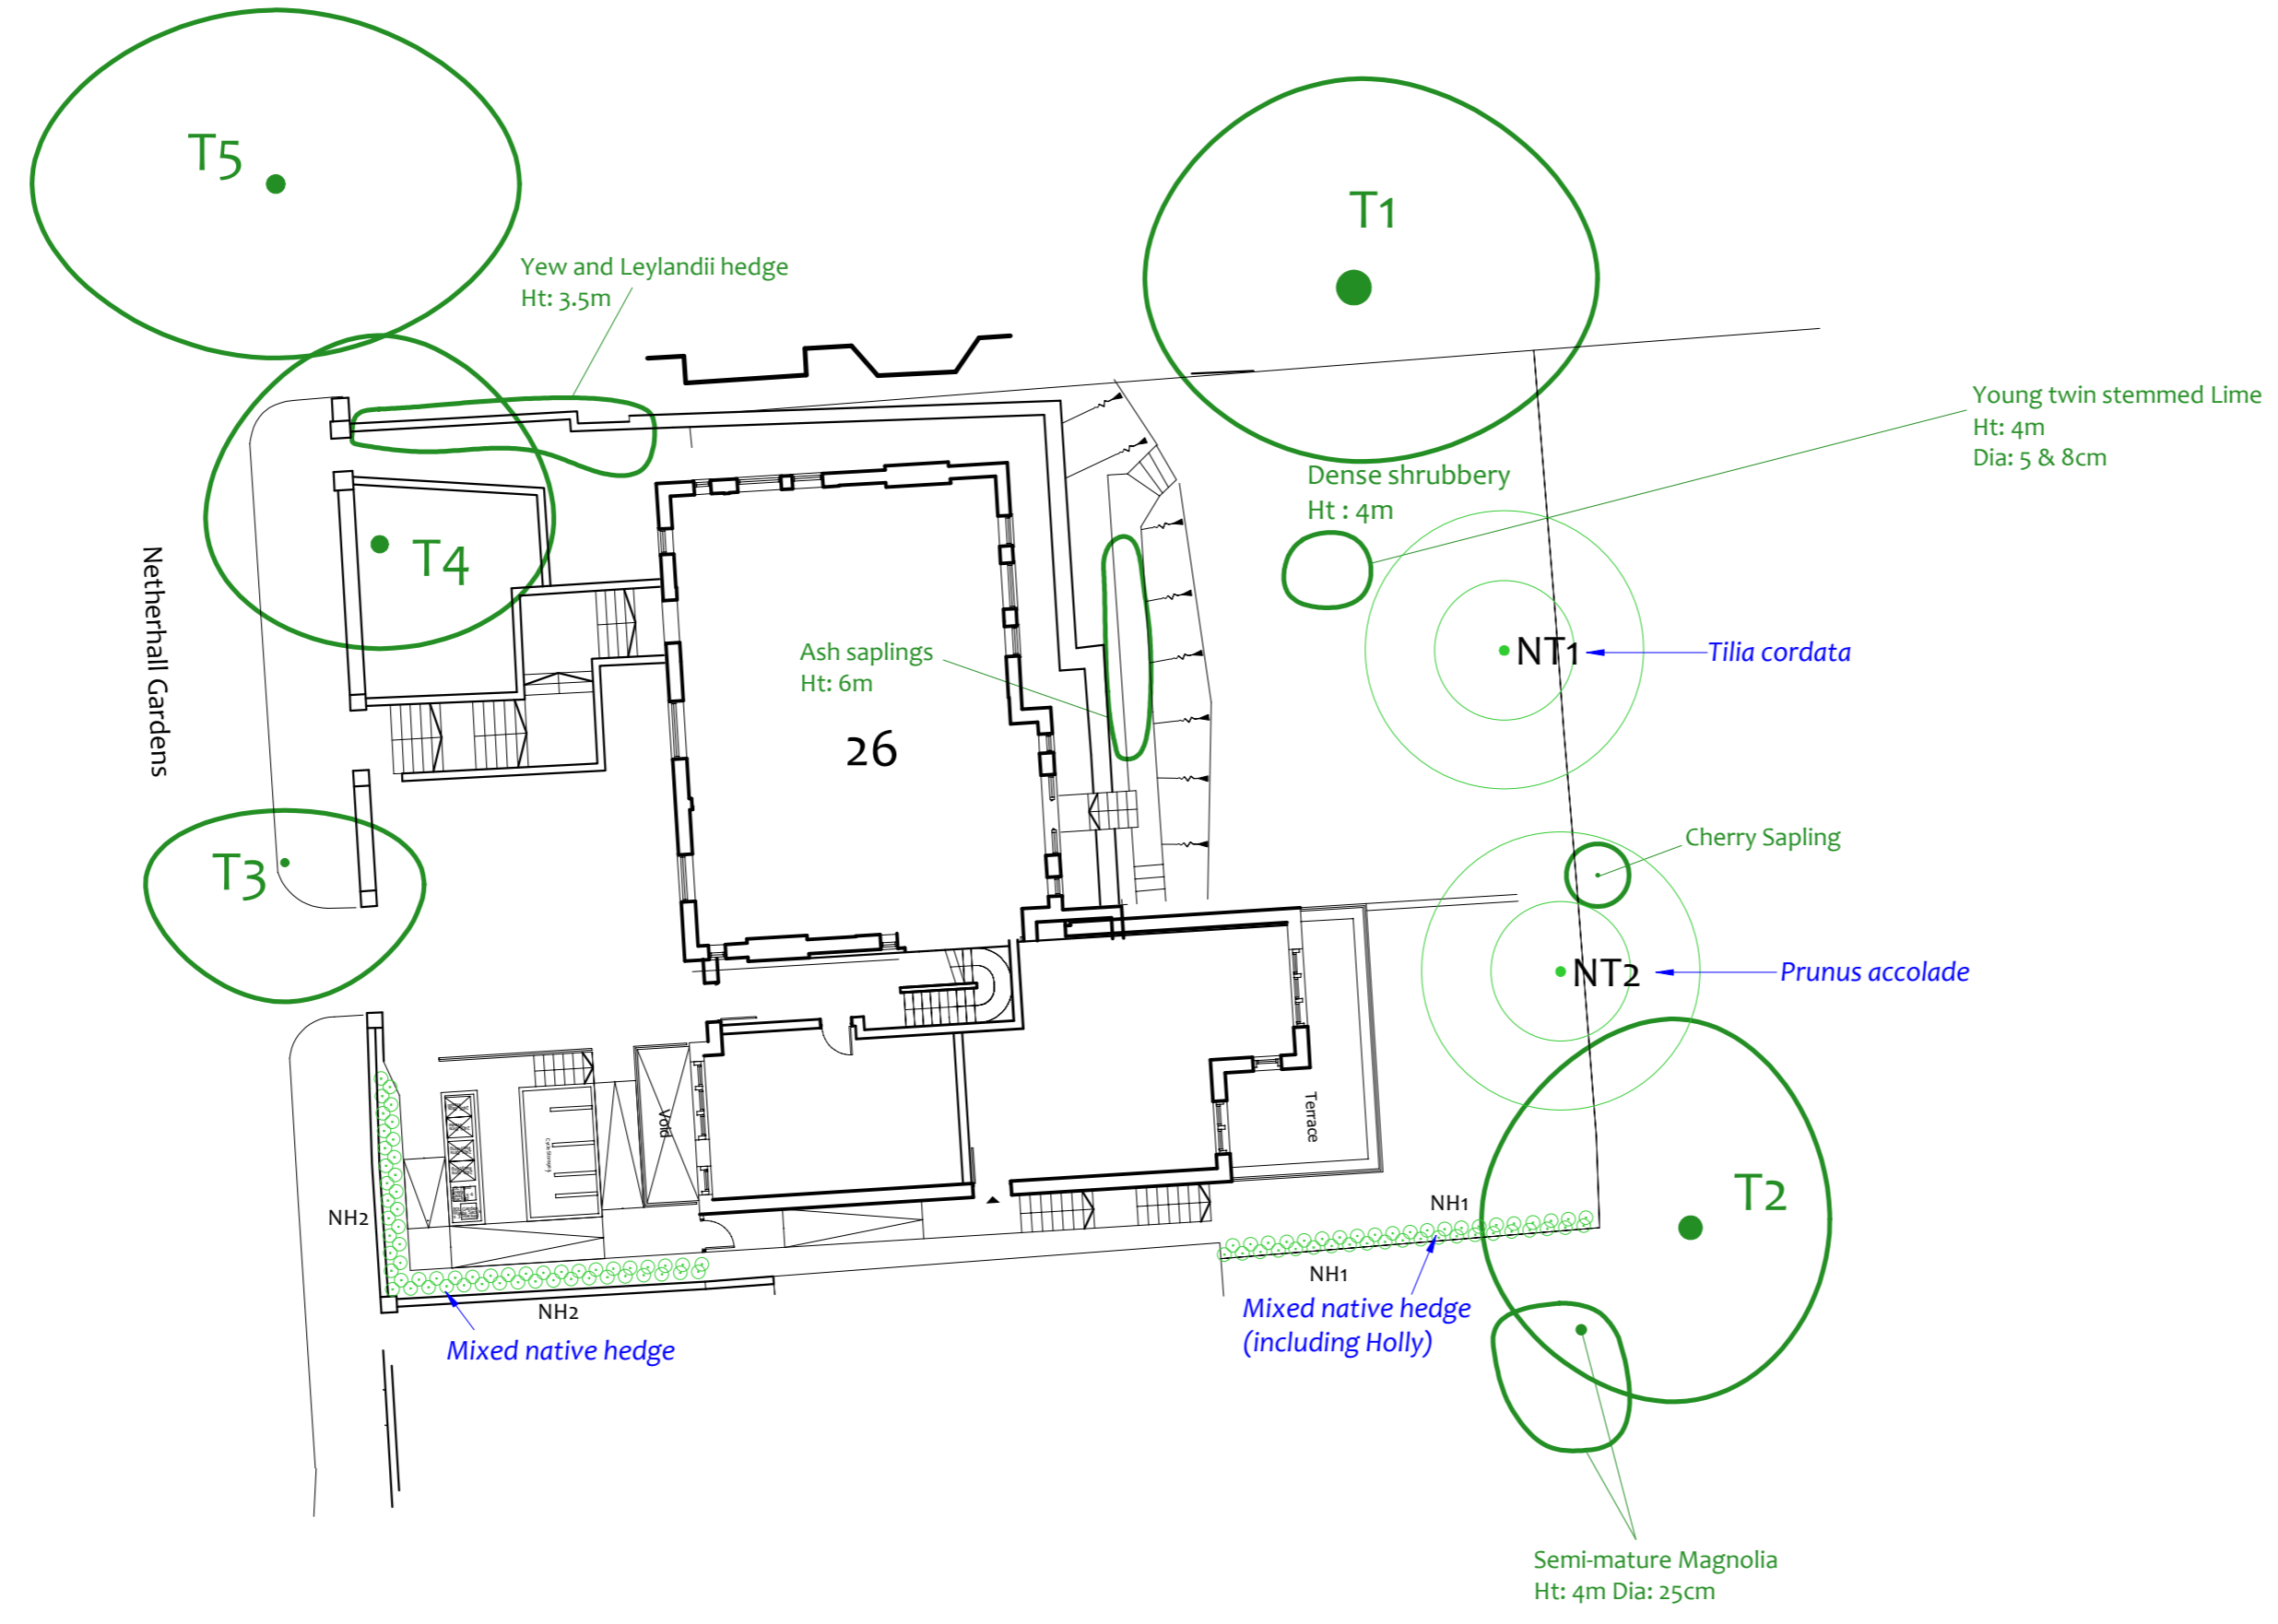 T5
T1
Yew and Leylandii hedge
Ht: 3.5m
Young twin stemmed Lime
Ht: 4m
Dia: 5 & 8cm
Dense shrubbery
Ht : 4m
T4
Netherhall Gardens
Ash saplings
Ht: 6m
NT1
Tilia cordata
26
Cherry Sapling
T3
NT2
Prunus accolade
Void
Terrace
T2
NH2
NH1
NH1
NH2
Mixed native hedge
(including Holly)
Mixed native hedge
Semi-mature Magnolia
Ht: 4m Dia: 25cm